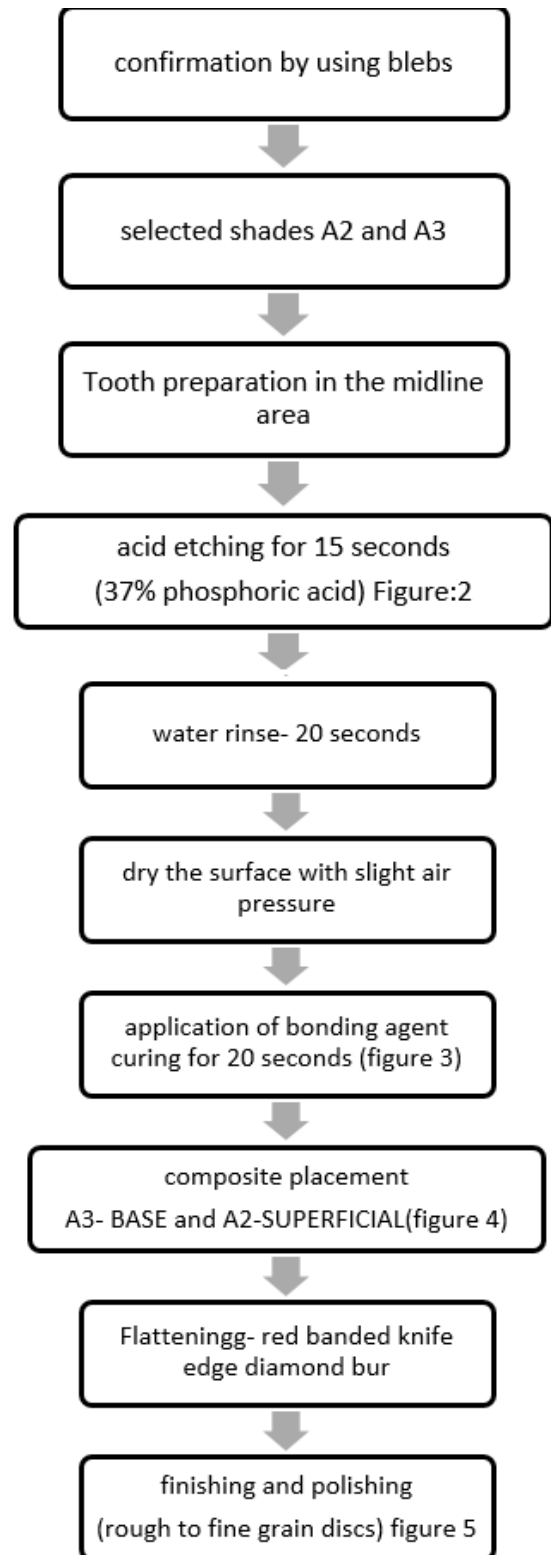 confirmation by using blebs
selected shades A2 and A3
Tooth preparation in the midline
area
acid etching for 15 seconds
(37% phosphoric acid) Figure:2
water rinse- 20 seconds
dry the surface with slight air
pressure
application of bonding agent
curing for 20 seconds (figure 3)
composite placement
A3- BASE and A2-SUPERFICIAL(figure 4)
Flatteningg- red banded knife
edge diamond bur
finishing and polishing
(rough to fine grain discs) figure 5